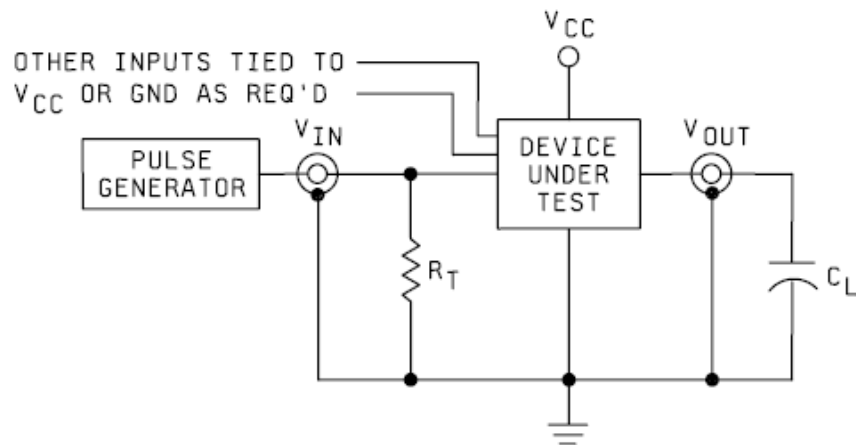 VCC
OTHER INPUTS TIED TO
VCC OR GND AS REQ'D
VIN
VOUT
PULSE
GENERATOR
DEVICE
UNDER
TEST
RT
CL